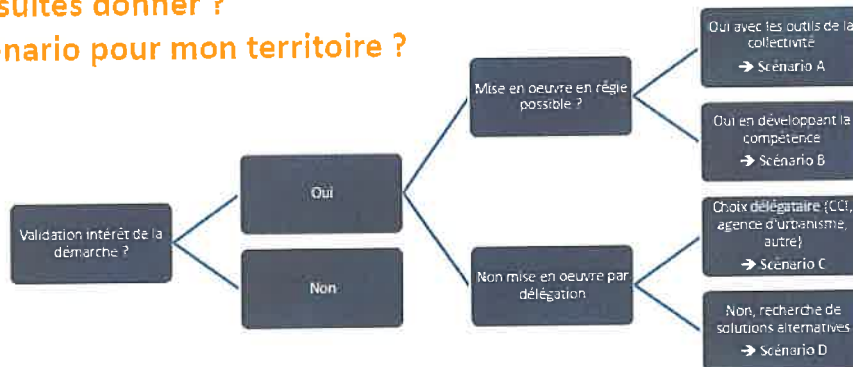 suites donner ?
nario pour mon territoire ?
Validation intérêt de la
démarche ?
Oui
Non
Mise en oeuvre en régie
possible ?
Non mise en oeuvre par
délégation
Oui avec les outils de la
collectivité
→ Scénario A
Oui en développant la
compétence
→ Scénario B
Choix délégataire (CCI,
agence d'urbanisme,
autre)
→ Scénario C
Non, recherche de
solutions alternatives
→ Scénario D